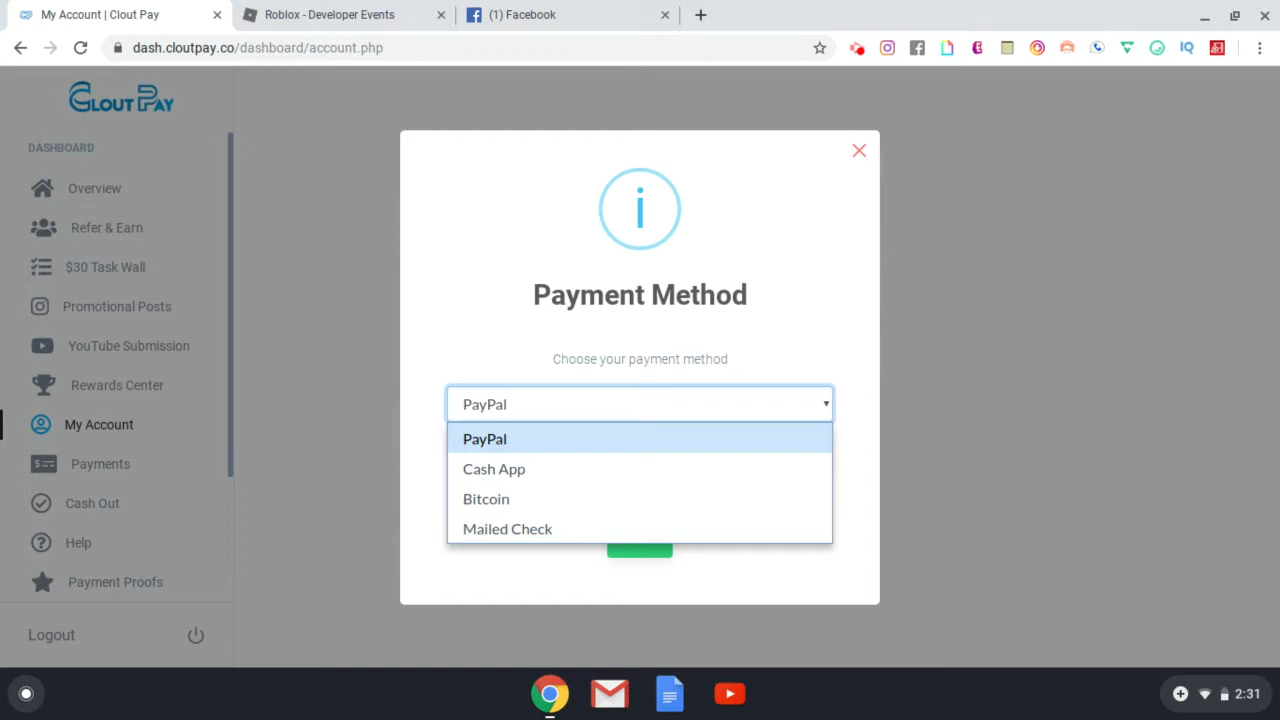 My Account | Clout Pay
Roblox - Developer Events
(1) Facebook
dash.cloutpay.co/dashboard/account.php
IQ
CLOUT PAY
DASHBOARD
Overview
Refer & Earn
$30 Task Wall
Promotional Posts
YouTube Submission
Rewards Center
My Account
Payments
Cash Out
Help
Payment Proofs
Logout
Payment Method
Choose your payment method
PayPal
PayPal
Cash App
Bitcoin
Mailed Check
2:31